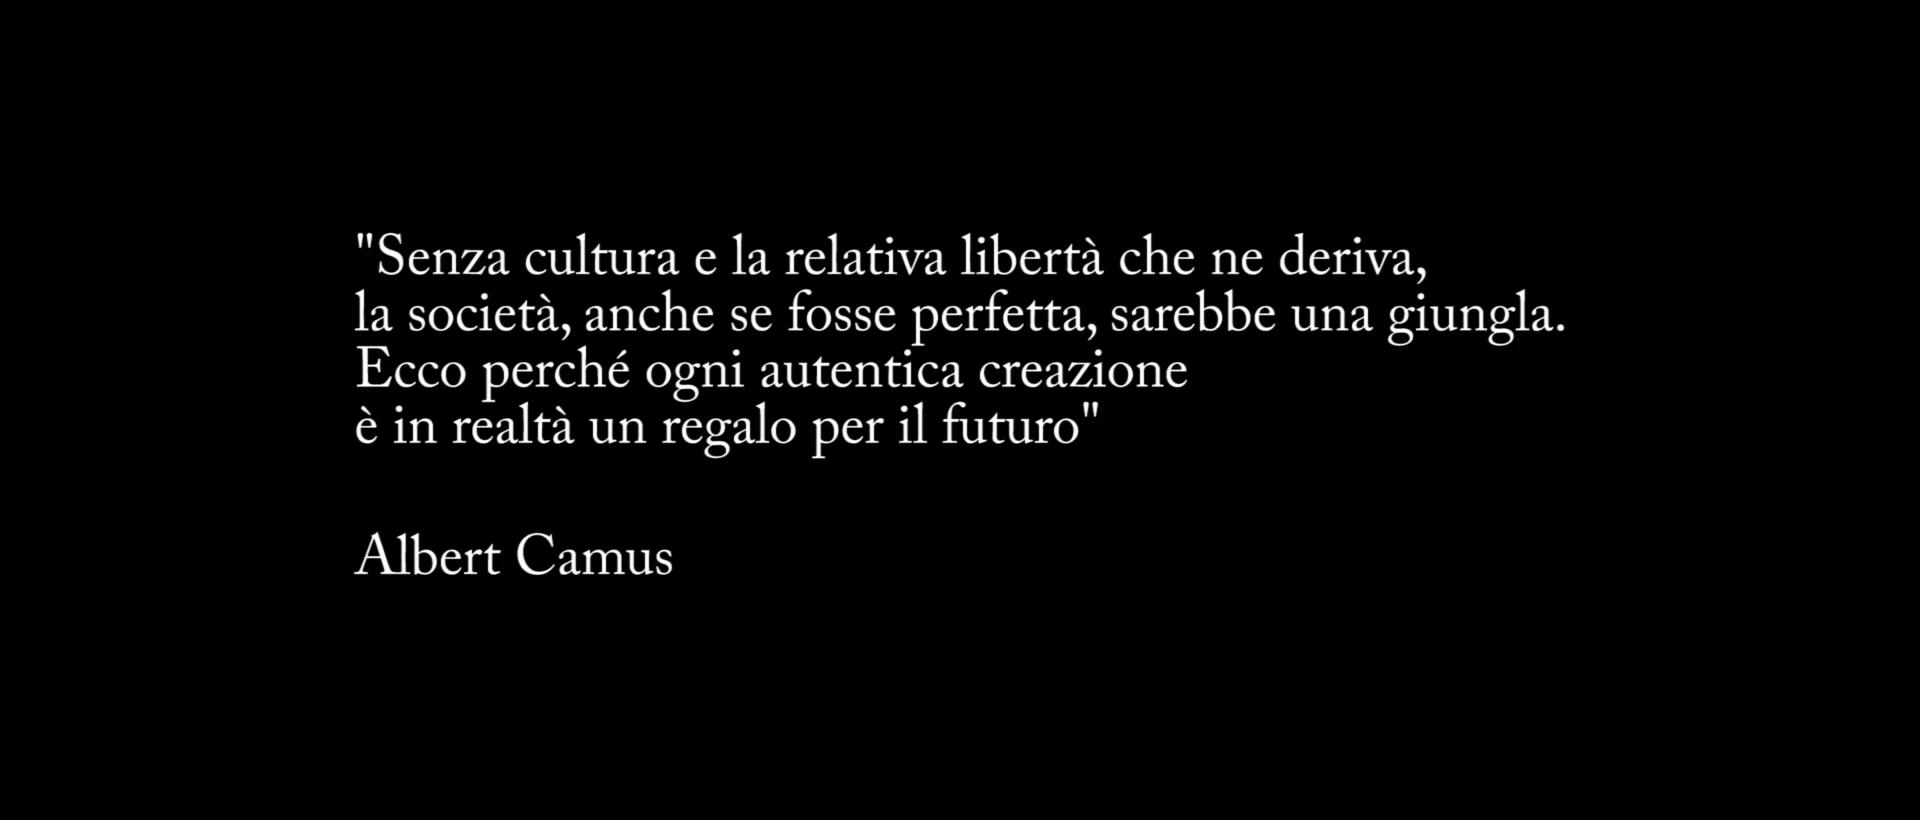 "Senza cultura e la relativa libertà che ne deriva,
la società, anche se fosse perfetta, sarebbe una giungla.
Ecco perché ogni autentica creazione
è in realtà un regalo per il futuro"
Albert Camus